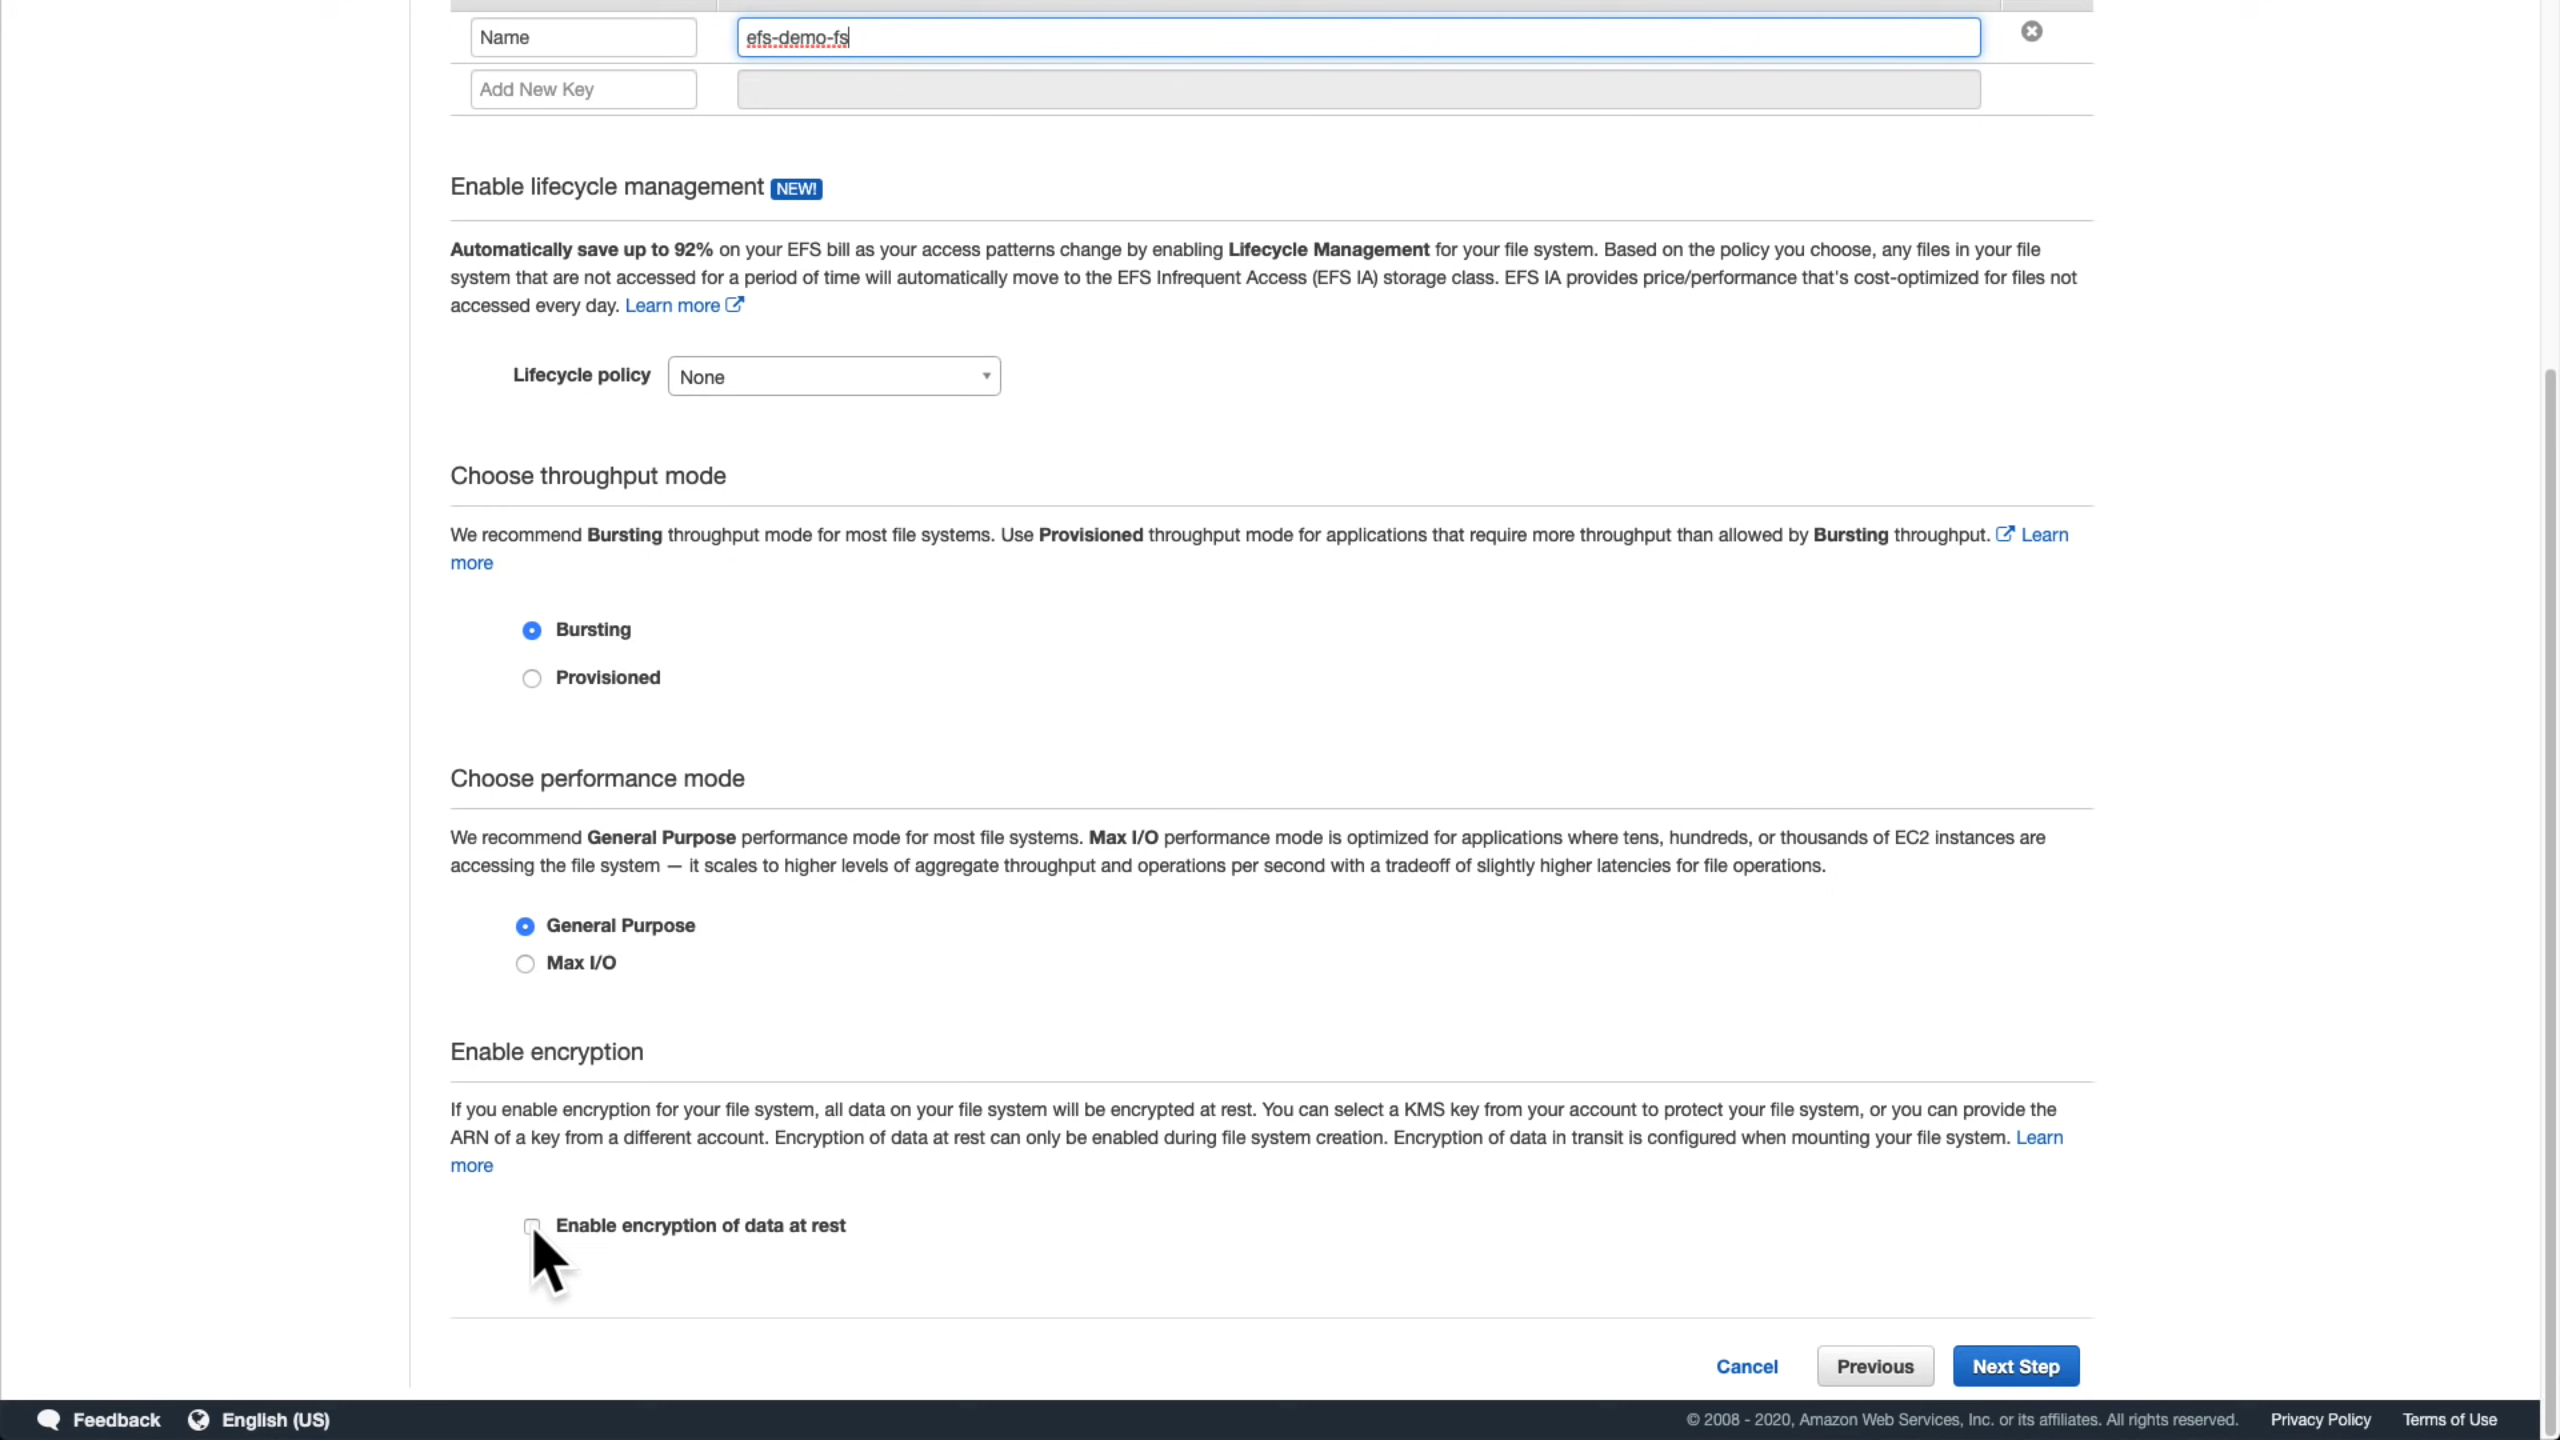 Name
efs-demo-fs
Add New Key
Enable lifecycle management NEW!
Automatically save up to 92% on your EFS bill as your access patterns change by enabling Lifecycle Management for your file system. Based on the policy you choose, any files in your file
system that are not accessed for a period of time will automatically move to the EFS Infrequent Access (EFS IA) storage class. EFS IA provides price/performance that's cost-optimized for files not
accessed every day. Learn more
Lifecycle policy None
Choose throughput mode
We recommend Bursting throughput mode for most file systems. Use Provisioned throughput mode for applications that require more throughput than allowed by Bursting throughput. Learn
more
Bursting
Provisioned
Choose performance mode
We recommend General Purpose performance mode for most file systems. Max I/O performance mode is optimized for applications where tens, hundreds, or thousands of EC2 instances are
accessing the file system — it scales to higher levels of aggregate throughput and operations per second with a tradeoff of slightly higher latencies for file operations.
General Purpose
Max I/O
Enable encryption
If you enable encryption for your file system, all data on your file system will be encrypted at rest. You can select a KMS key from your account to protect your file system, or you can provide the
ARN of a key from a different account. Encryption of data at rest can only be enabled during file system creation. Encryption of data in transit is configured when mounting your file system. Learn
more
Enable encryption of data at rest
Cancel Previous Next Step
Feedback English (US) © 2008 - 2020, Amazon Web Services, Inc. or its affiliates. All rights reserved. Privacy Policy Terms of Use